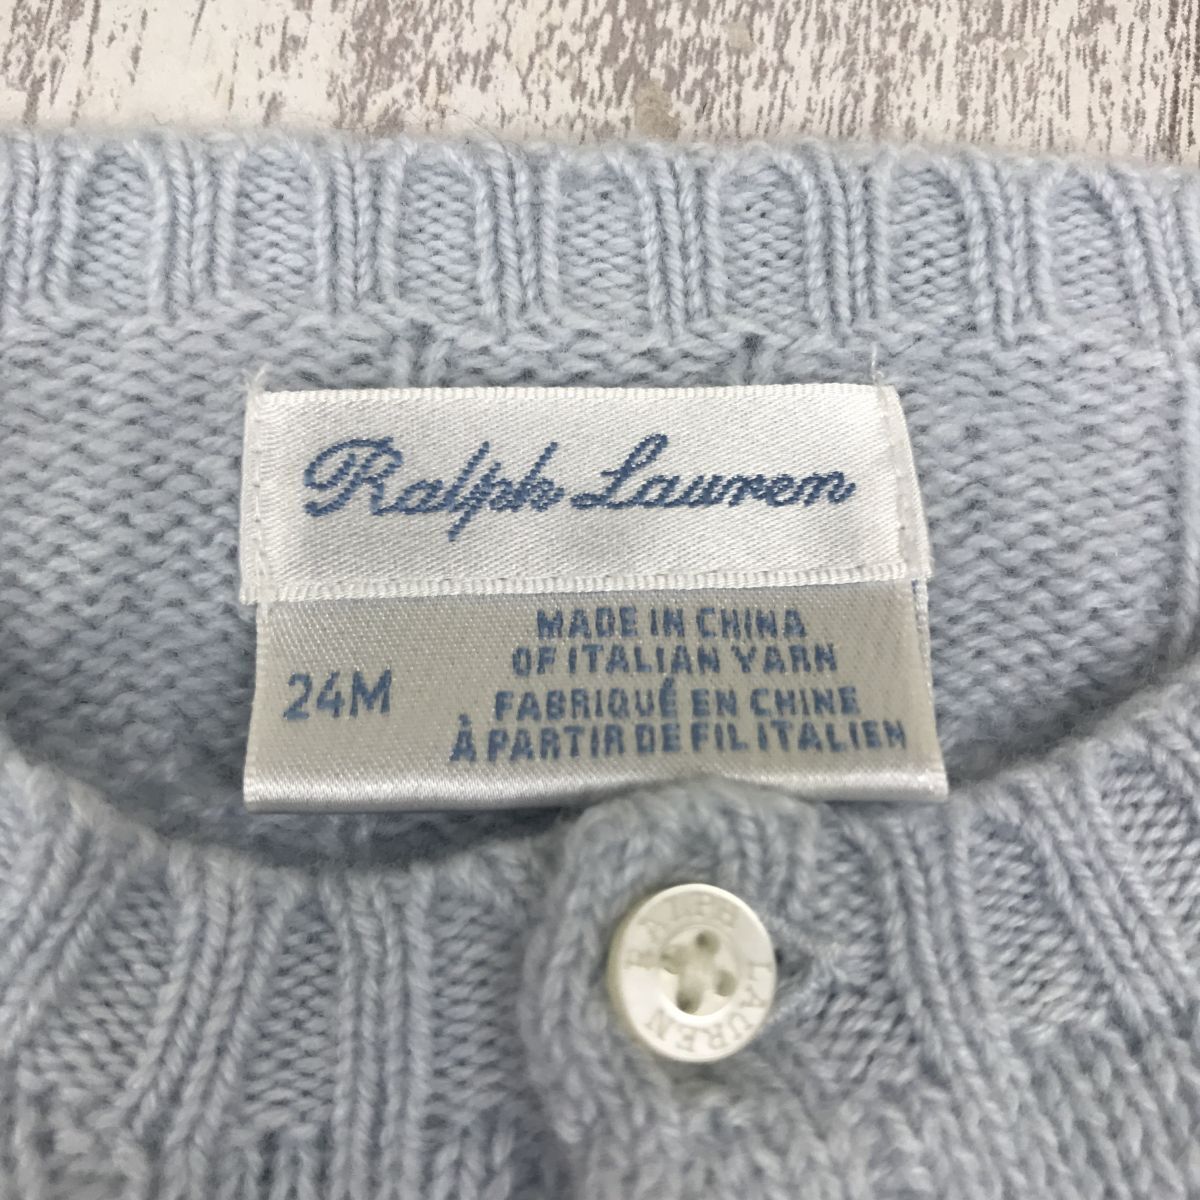 Ralph Lauren
24M
MADE IN CHINA
OF ITALIAN YARN
FABRIQUÉ EN CHINE
À PARTIR DE FIL ITALIEN
RALPH LAUREN